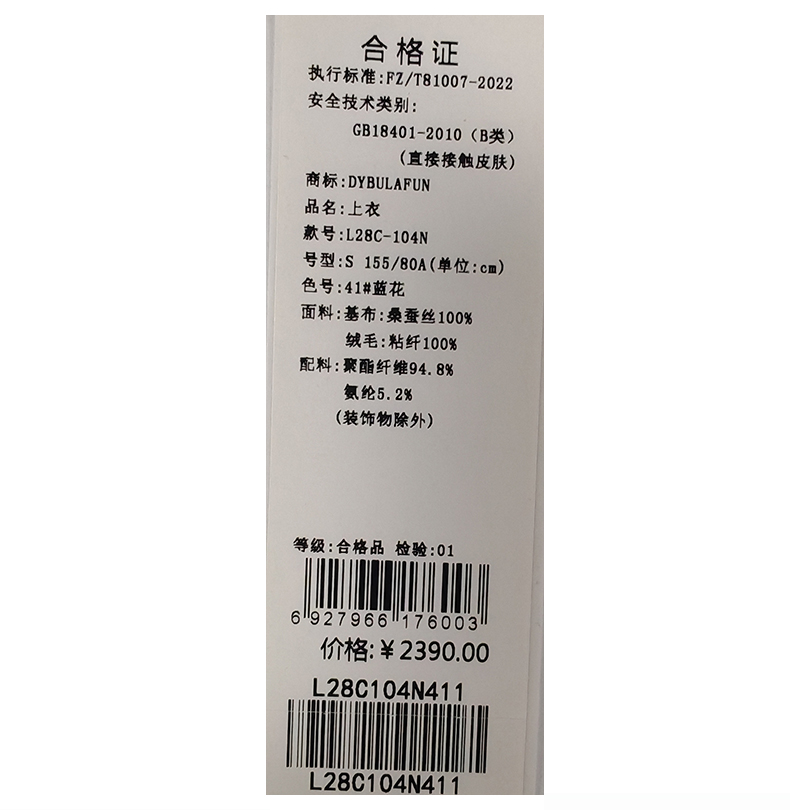 合格证
执行标准:FZ/T81007-2022
安全技术类别:
GB18401-2010（B类）
(直接接触皮肤)
商标:DYBULAFUN
品名:上衣
款号:L28C-104N
号型:S 155/80A(单位:cm)
色号:41#蓝花
面料:基布:桑蚕丝100%
绒毛:粘纤100%
配料:聚酯纤维94.8%
氨纶5.2%
(装饰物除外)
等级:合格品 检验:01
6 927966 176003
价格:￥2390.00
L28C104N411
L28C104N411